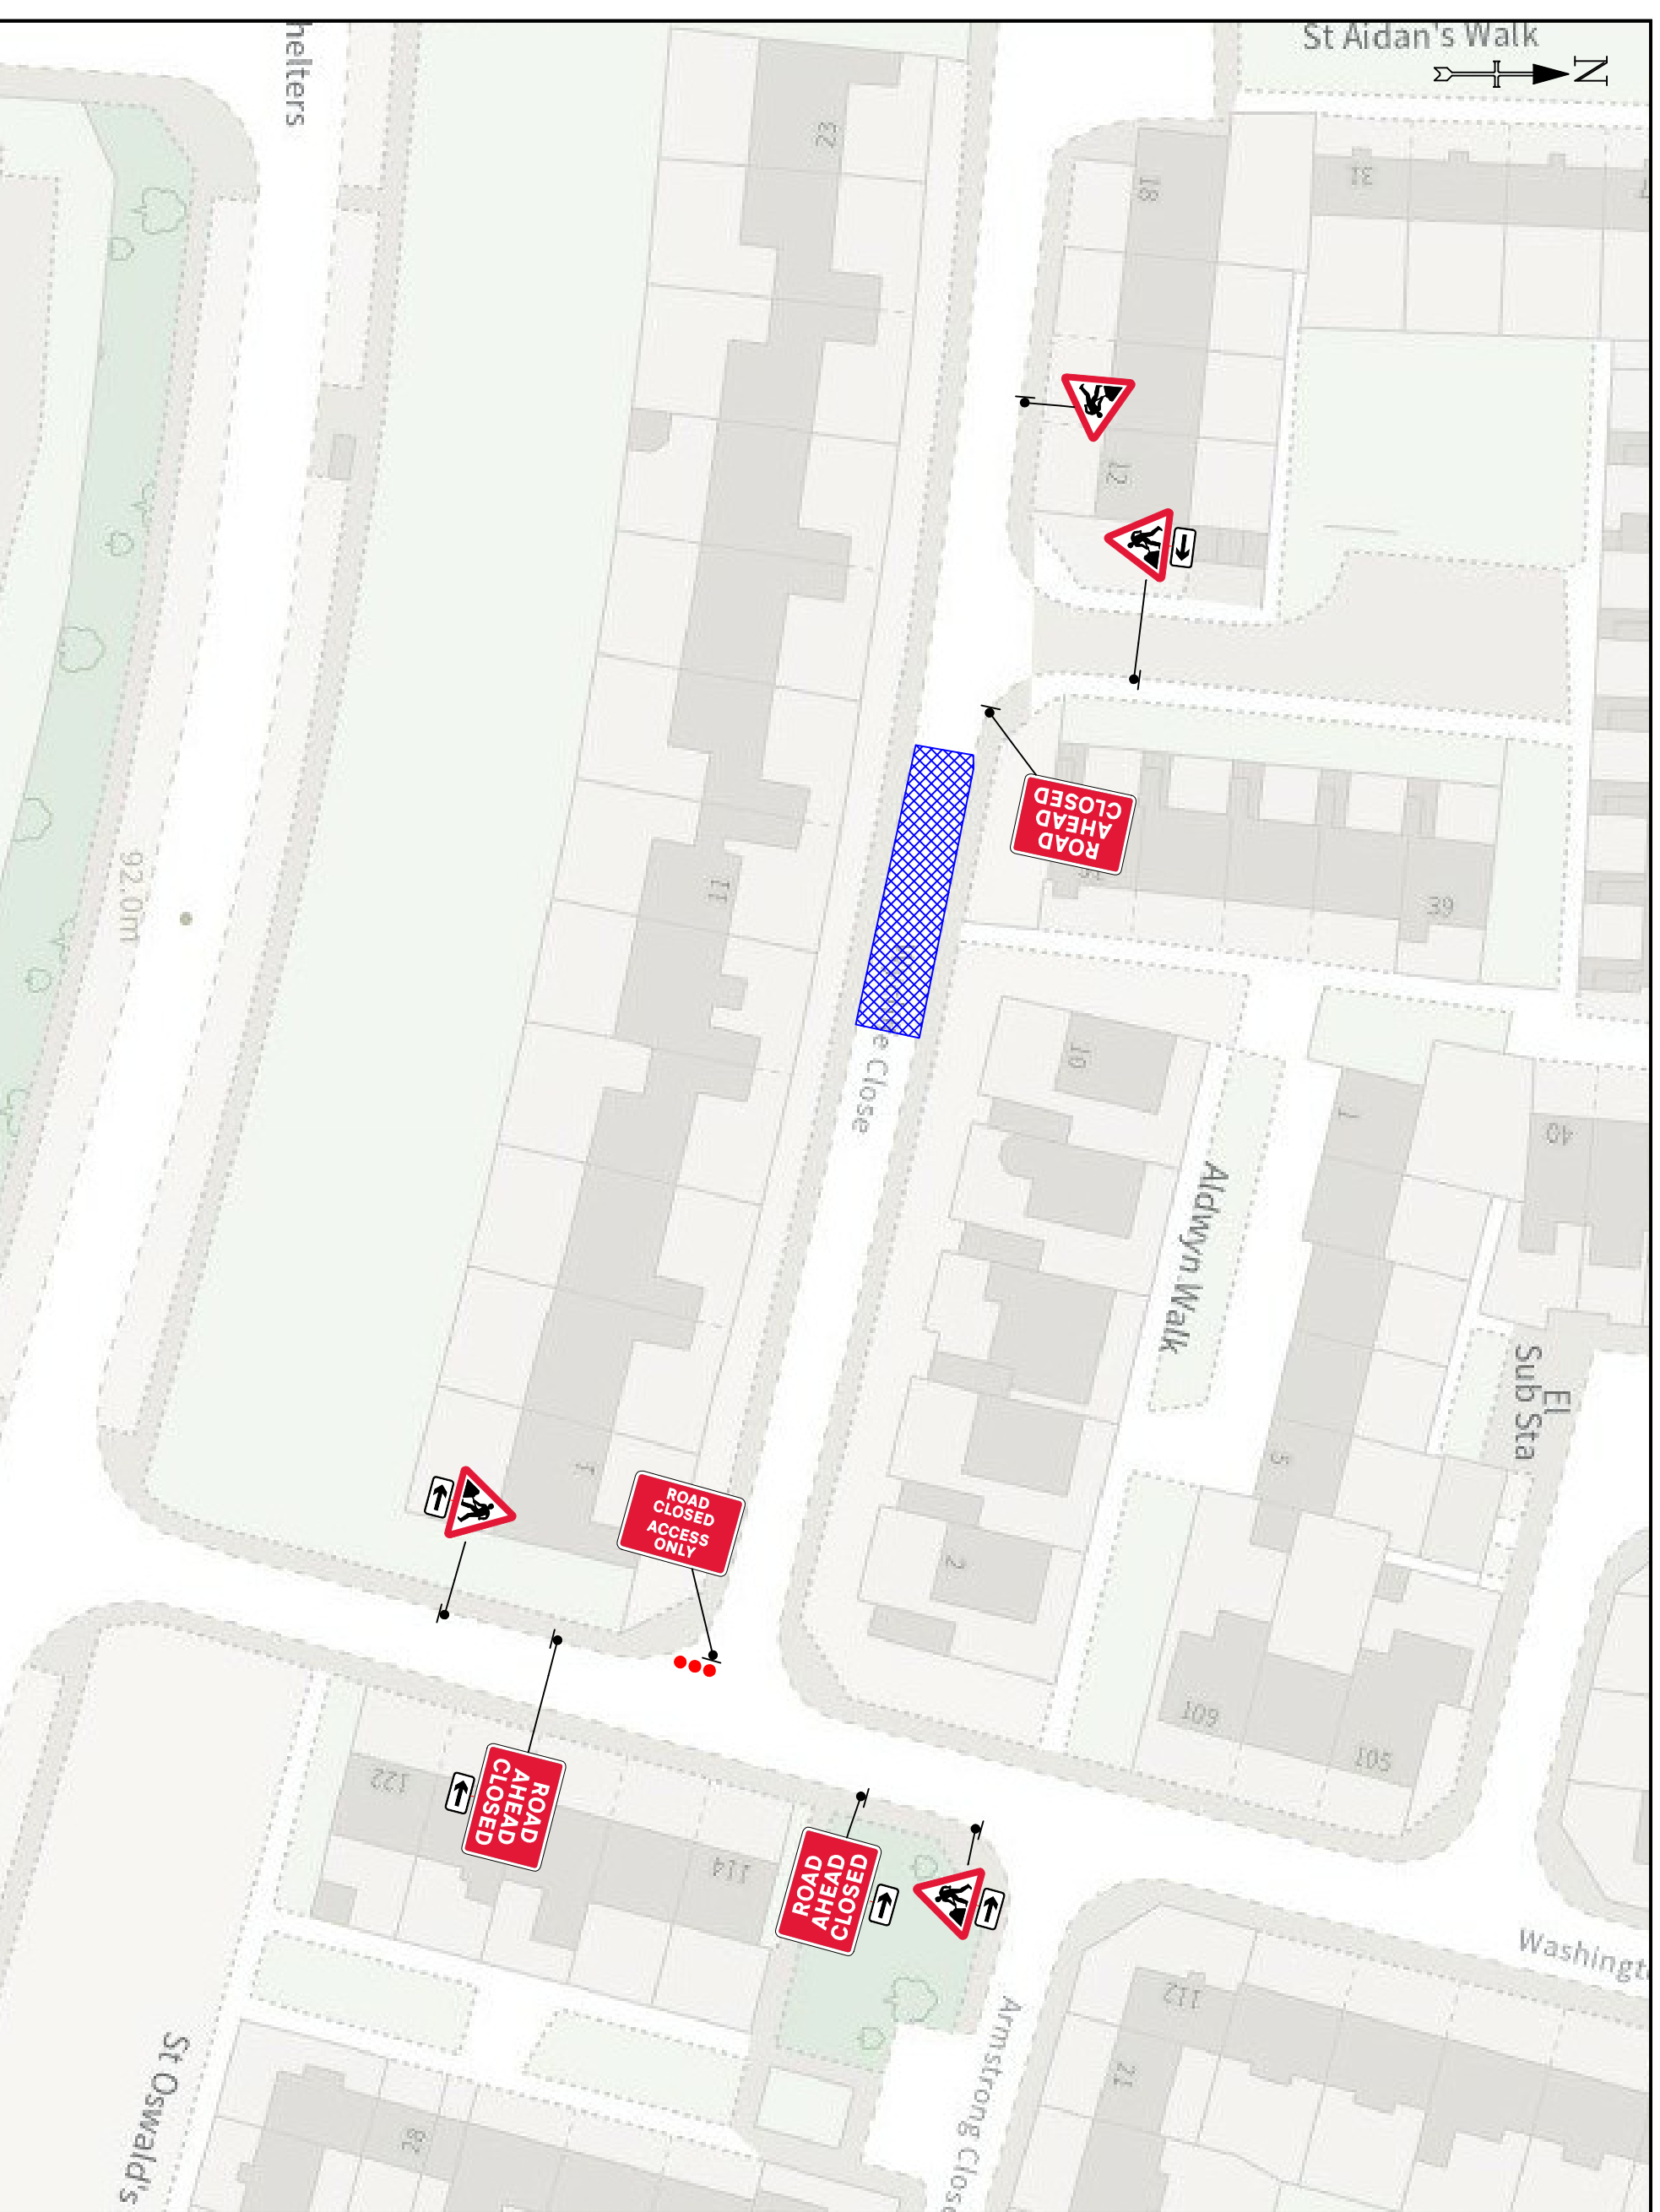 helters
St Aidan's Walk
N
23
18
31
12
ROAD
AHEAD
CLOSED
92.0m
11
39
e Close
10
1
40
Aldwyn Walk
El
Sub Sta
5
1
ROAD
CLOSED
ACCESS
ONLY
2
109
105
122
ROAD
AHEAD
CLOSED
114
ROAD
AHEAD
CLOSED
Washingt
112
Armstrong Clos
21
St Oswald's
28